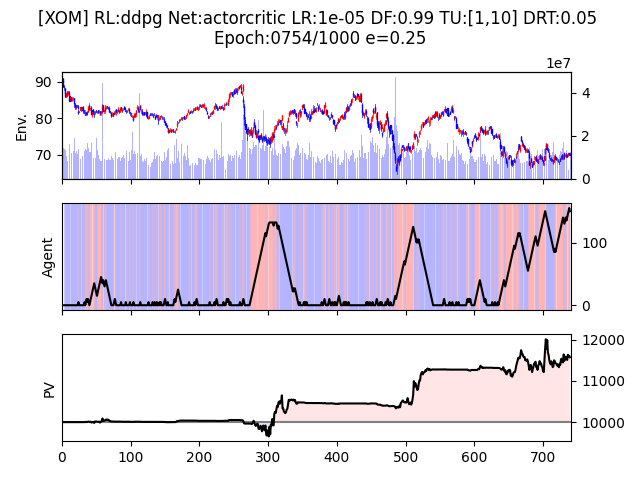 [XOM] RL:ddpg Net:actorcritic LR:1e-05 DF:0.99 TU:[1,10] DRT:0.05
Epoch:0754/1000 e=0.25
1e7
90
80
70
Env.
4
2
0
Agent
100
0
PV
12000
11000
10000
0 100 200 300 400 500 600 700